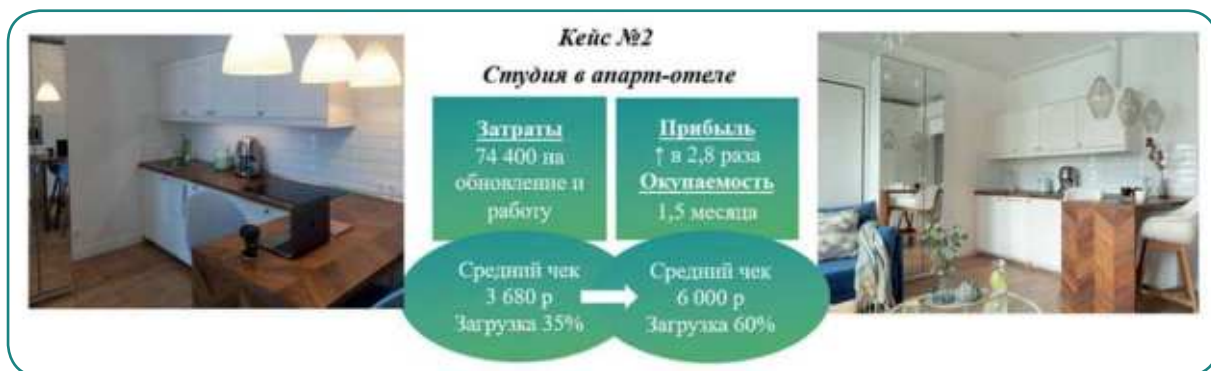 Кейс №2
Студия в апарт-отеле
Затраты
74 400 на
обновление и
работу
Прибыль
↑ в 2,8 раза
Окупаемость
1,5 месяца
Средний чек
3 680 р
Загрузка 35%
Средний чек
6 000 р
Загрузка 60%